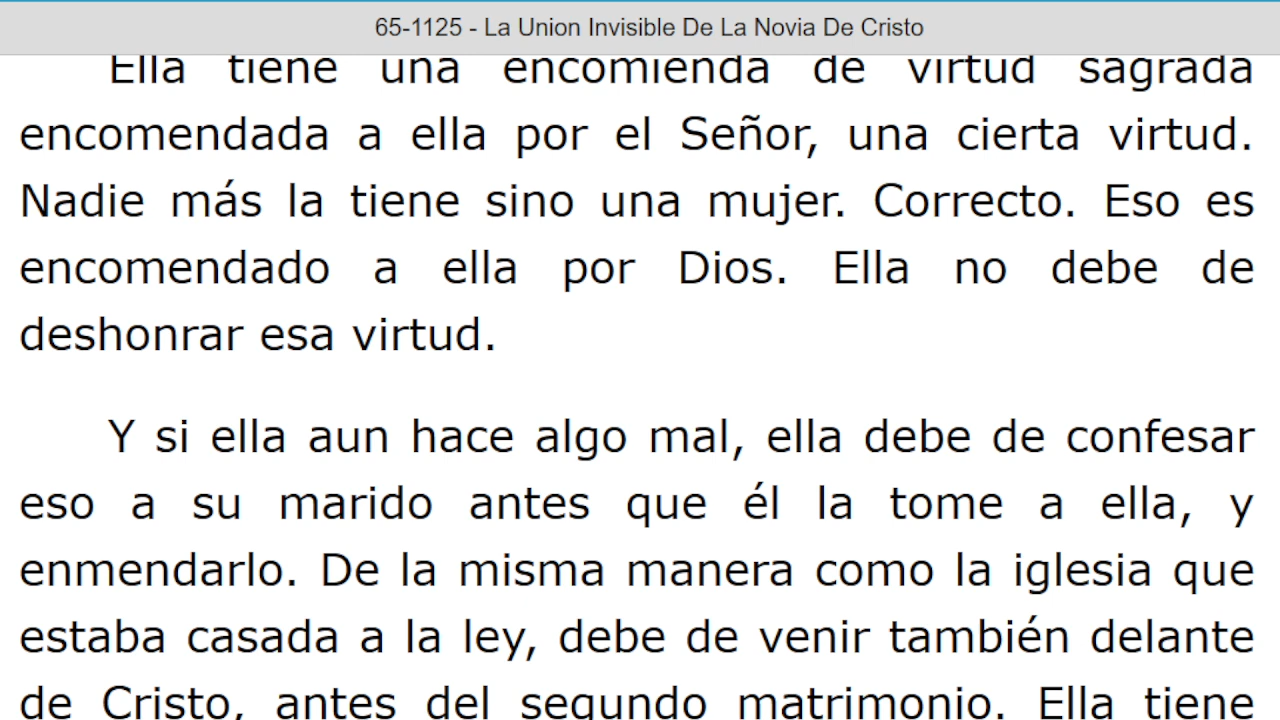 65-1125 - La Union Invisible De La Novia De Cristo
Ella tiene una encomienda de virtud sagrada
encomendada a ella por el Señor, una cierta virtud.
Nadie más la tiene sino una mujer. Correcto. Eso es
encomendado a ella por Dios. Ella no debe de
deshonrar esa virtud.
Y si ella aun hace algo mal, ella debe de confesar
eso a su marido antes que él la tome a ella, y
enmendarlo. De la misma manera como la iglesia que
estaba casada a la ley, debe de venir también delante
de Cristo, antes del segundo matrimonio. Ella tiene